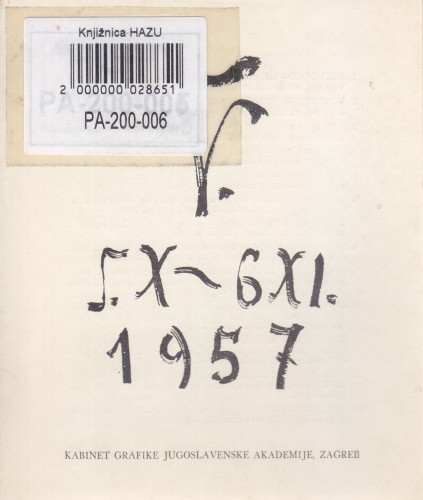 Knjižnica HAZU
2 000000 028651
PA-200-006
5. X ~ 6 XI.
1957
KABINET GRAFIKE JUGOSLAVENSKE AKADEMIJE, ZAGREB